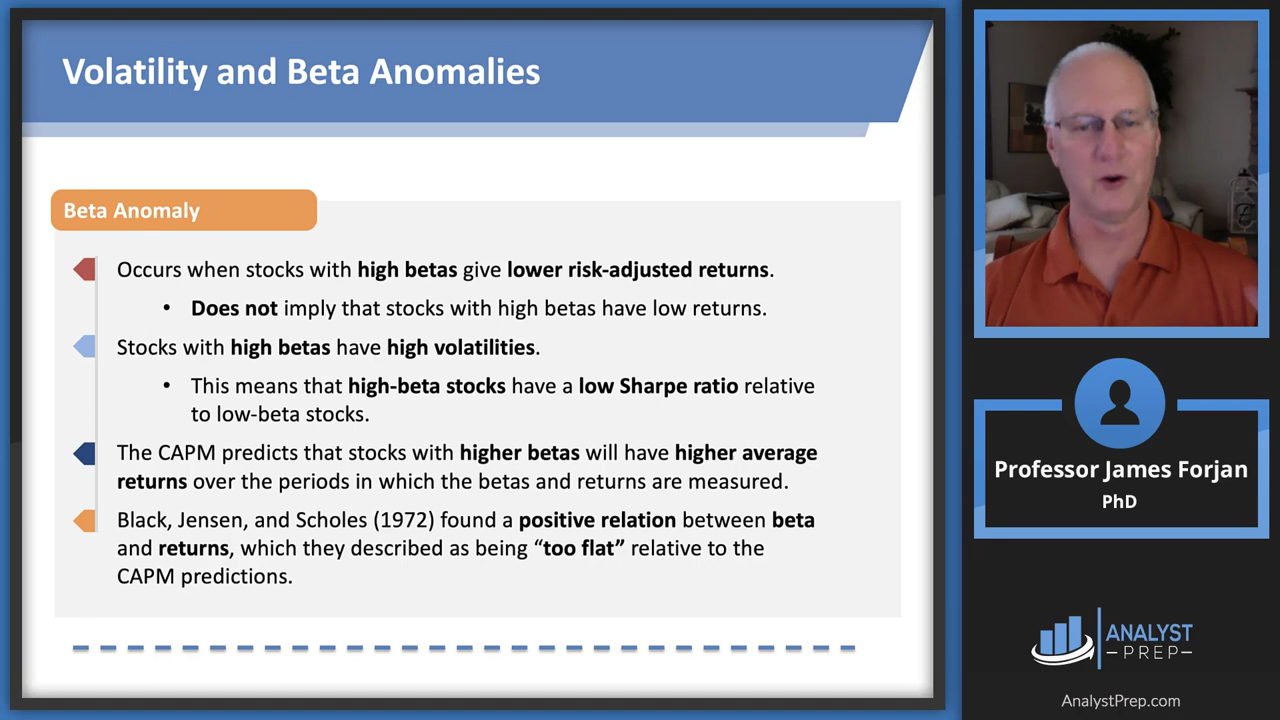 Volatility and Beta Anomalies
Beta Anomaly
Occurs when stocks with high betas give lower risk-adjusted returns.
• Does not imply that stocks with high betas have low returns.
Stocks with high betas have high volatilities.
• This means that high-beta stocks have a low Sharpe ratio relative
to low-beta stocks.
The CAPM predicts that stocks with higher betas will have higher average
returns over the periods in which the betas and returns are measured.
Black, Jensen, and Scholes (1972) found a positive relation between beta
and returns, which they described as being “too flat” relative to the
CAPM predictions.
Professor James Forjan
PhD
ANALYST
PREP
AnalystPrep.com